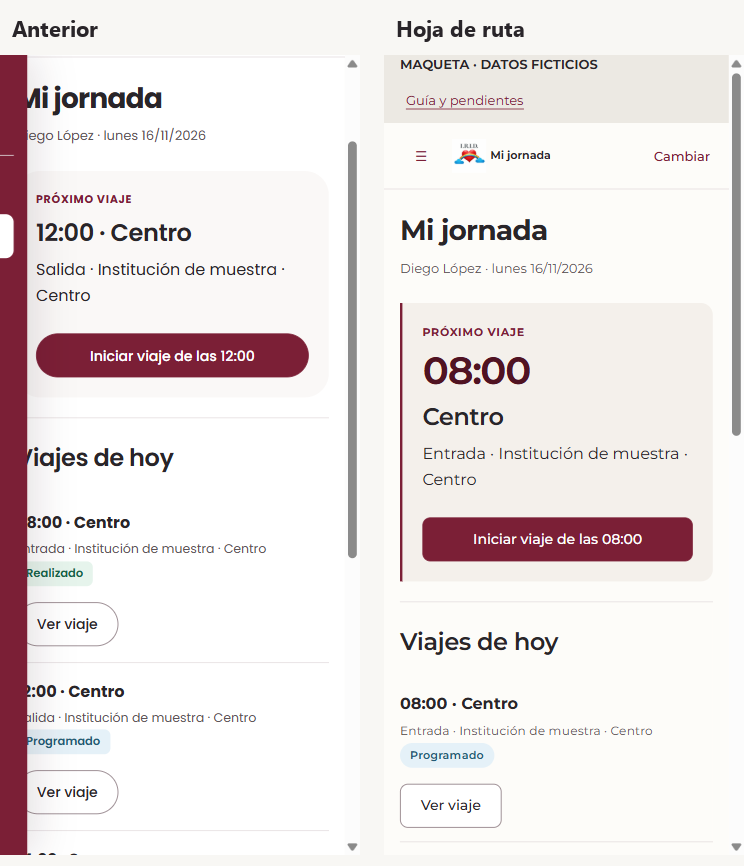 Anterior
Mi jornada
iego López · lunes 16/11/2026
PRÓXIMO VIAJE
12:00 · Centro
Salida · Institución de muestra ·
Centro
Iniciar viaje de las 12:00
Viajes de hoy
8:00 · Centro
ntrada · Institución de muestra · Centro
Realizado
Ver viaje
2:00 · Centro
alida · Institución de muestra · Centro
Programado
Ver viaje
Hoja de ruta
MAQUETA · DATOS FICTICIOS
Guía y pendientes
☰ I.R.I.D. Mi jornada Cambiar
Mi jornada
Diego López · lunes 16/11/2026
PRÓXIMO VIAJE
08:00
Centro
Entrada · Institución de muestra ·
Centro
Iniciar viaje de las 08:00
Viajes de hoy
08:00 · Centro
Entrada · Institución de muestra · Centro
Programado
Ver viaje